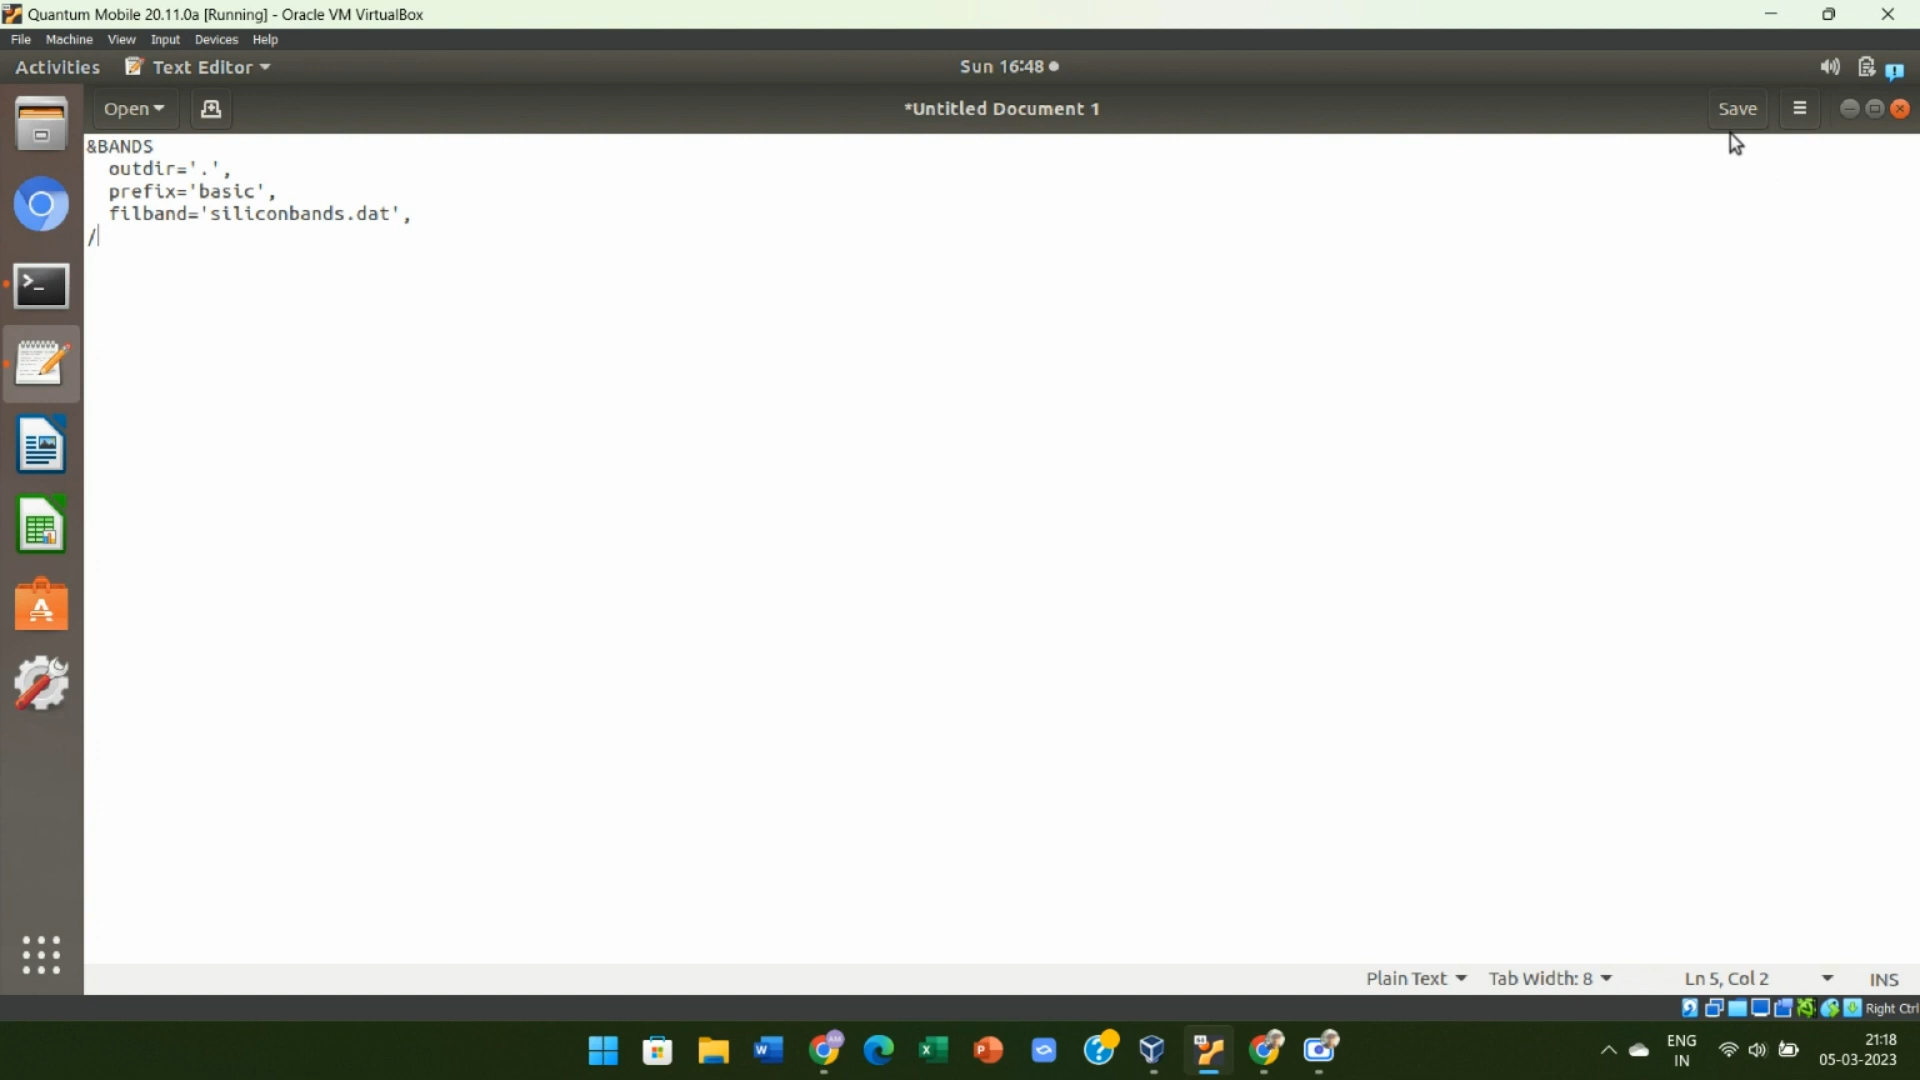 Quantum Mobile 20.11.0a [Running] - Oracle VM VirtualBox
File Machine View Input Devices Help
Activities Text Editor Sun 16:48
Open *Untitled Document 1 Save
&BANDS
  outdir='.',
  prefix='basic',
  filband='siliconbands.dat',
/
Plain Text Tab Width: 8 Ln 5, Col 2 INS
Right Ctrl
ENG
IN
21:18
05-03-2023